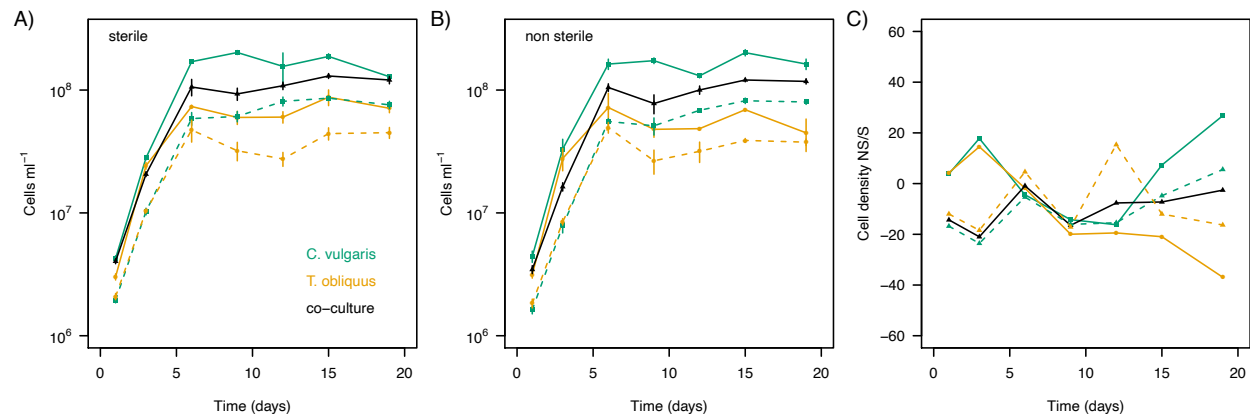 A)
sterile
Cells ml⁻¹
10⁸
10⁷
10⁶
C. vulgaris
T. obliquus
co−culture
0 5 10 15 20
Time (days)
B)
non sterile
Cells ml⁻¹
10⁸
10⁷
10⁶
0 5 10 15 20
Time (days)
C)
Cell density NS/S
60
40
20
0
−20
−40
−60
0 5 10 15 20
Time (days)